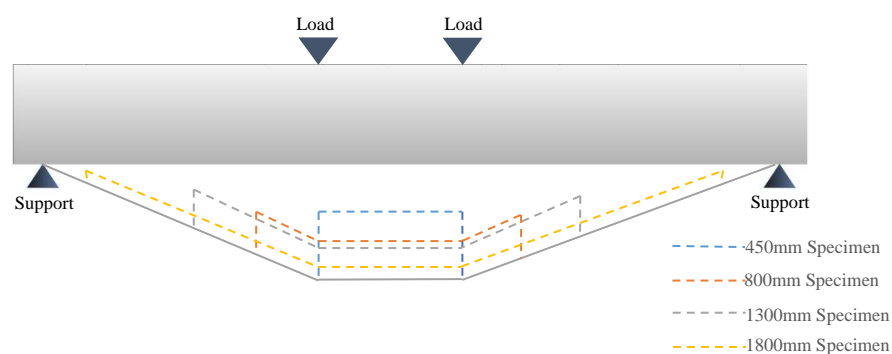 Load
Load
Support
Support
450mm Specimen
800mm Specimen
1300mm Specimen
1800mm Specimen